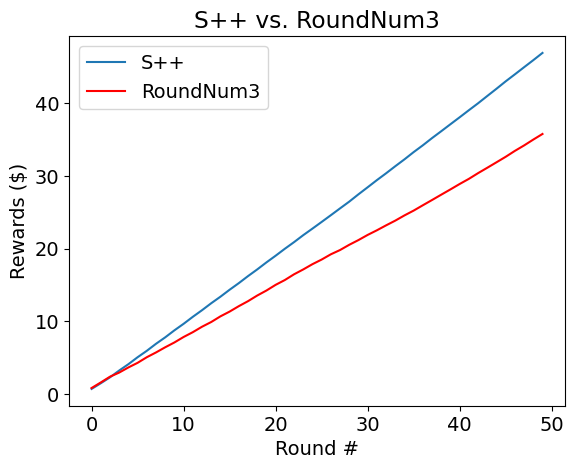 S++ vs. RoundNum3
S++
RoundNum3
Rewards ($)
40
30
20
10
0
0 10 20 30 40 50
Round #